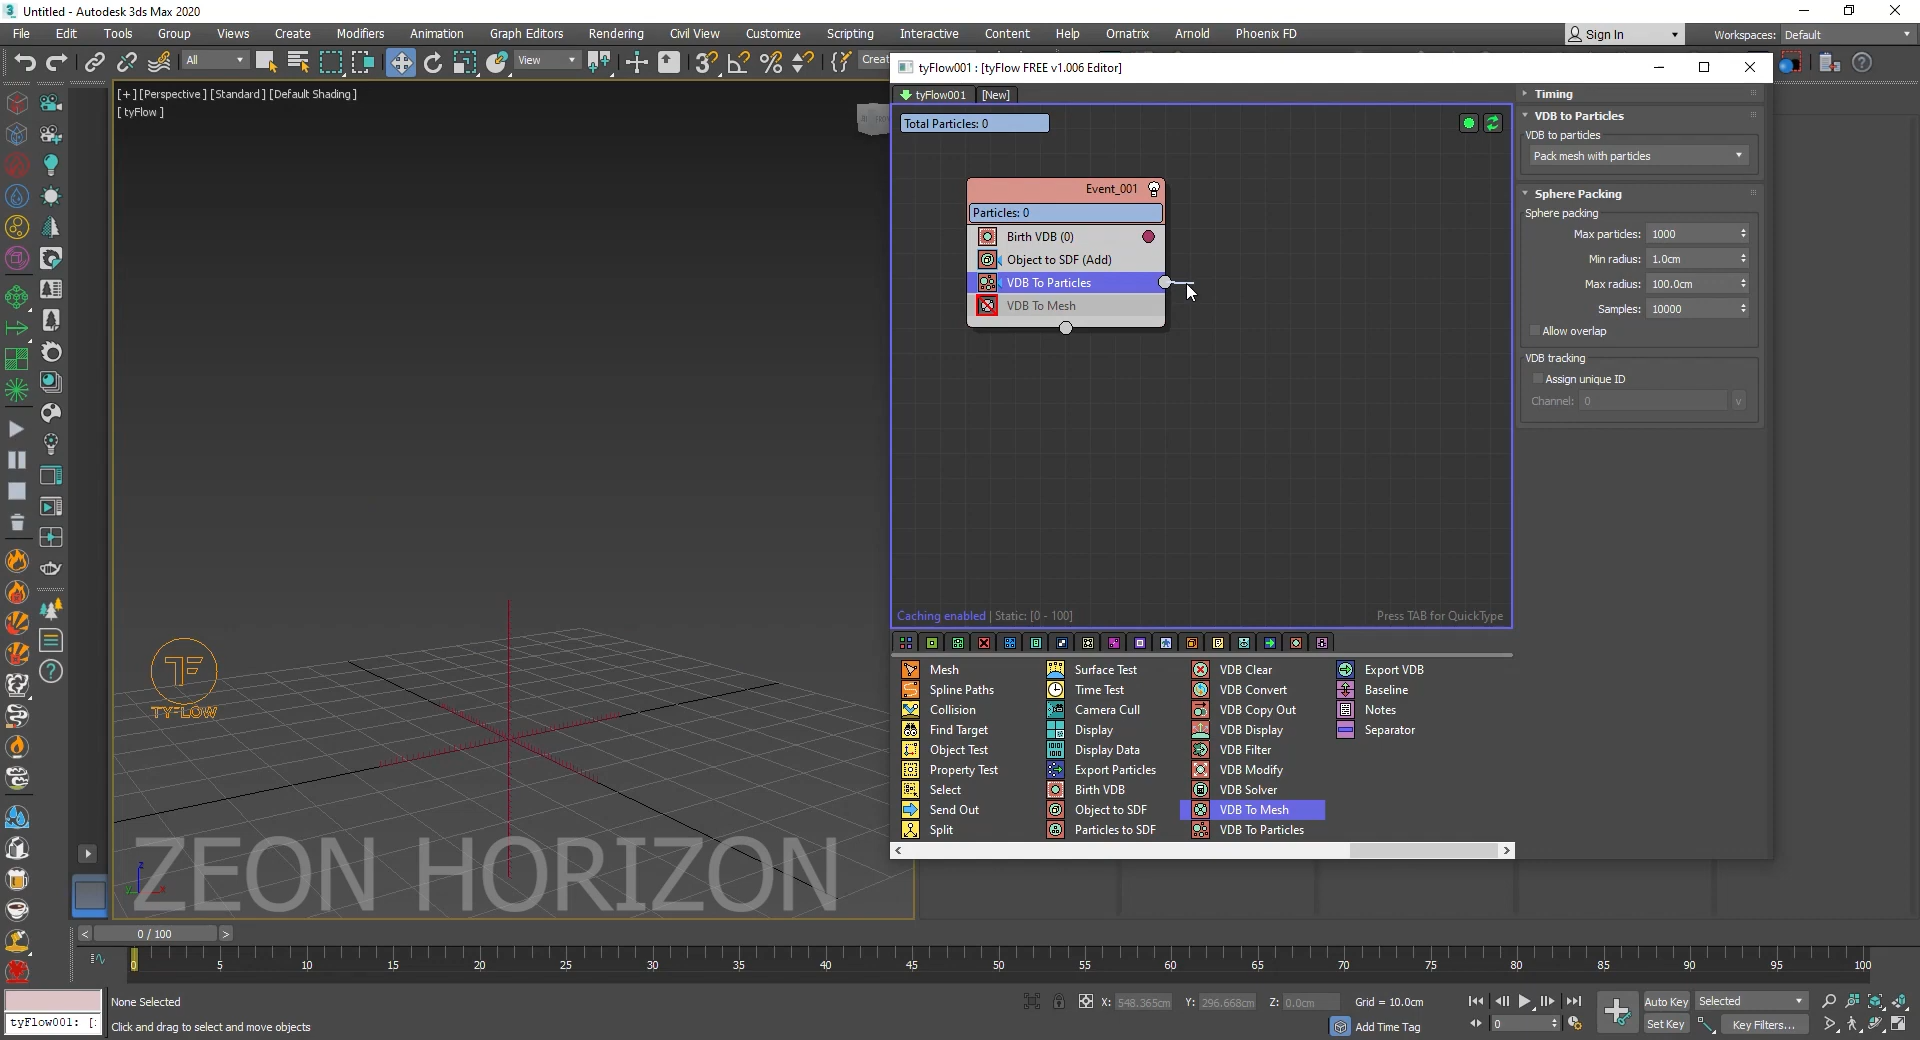 Untitled - Autodesk 3ds Max 2020
File Edit Tools Group Views Create Modifiers Animation Graph Editors Rendering Civil View Customize Scripting Interactive Content Help Ornatrix Arnold Phoenix FD
Sign In
Workspaces: Default
All
View
Creat
tyFlow001 : [tyFlow FREE v1.006 Editor]
tyFlow001 [New]
[+] [Perspective] [Standard] [Default Shading]
[ tyFlow ]
Total Particles: 0
Event_001
Particles: 0
Birth VDB (0)
Object to SDF (Add)
VDB To Particles
VDB To Mesh
Caching enabled | Static: [0 - 100]
Press TAB for QuickType
Timing
VDB to Particles
VDB to particles
Pack mesh with particles
Sphere Packing
Sphere packing
Max particles: 1000
Min radius: 1.0cm
Max radius: 100.0cm
Samples: 10000
Allow overlap
VDB tracking
Assign unique ID
Channel: 0 v
Mesh Surface Test VDB Clear Export VDB
Spline Paths Time Test VDB Convert Baseline
Collision Camera Cull VDB Copy Out Notes
Find Target Display VDB Display Separator
Object Test Display Data VDB Filter
Property Test Export Particles VDB Modify
Select Birth VDB VDB Solver
Send Out Object to SDF VDB To Mesh
Split Particles to SDF VDB To Particles
TF
TYFLOW
ZEON HORIZON
z
x
< 0 / 100 >
0 5 10 15 20 25 30 35 40 45 50 55 60 65 70 75 80 85 90 95 100
None Selected
X: 548.365cm Y: 296.668cm Z: 0.0cm
Grid = 10.0cm
Auto Key Selected
tyFlow001: [:
Click and drag to select and move objects
Add Time Tag
0
Set Key Key Filters...